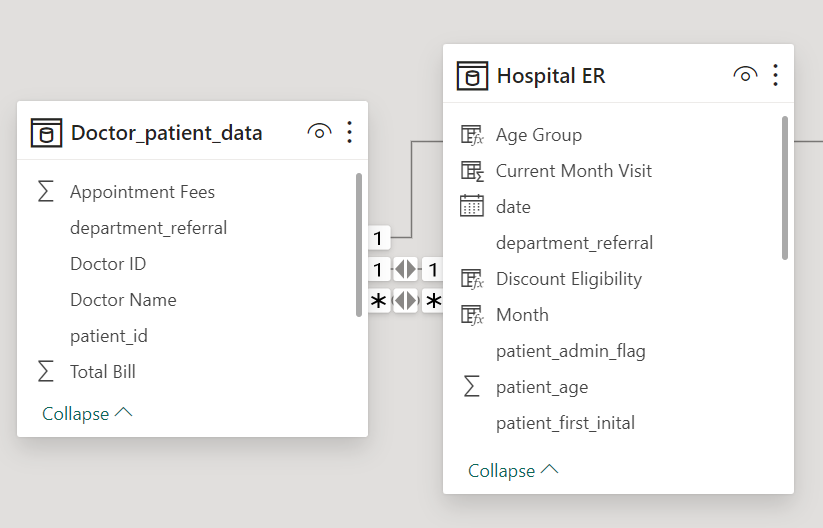 Doctor_patient_data
Appointment Fees
department_referral
Doctor ID
Doctor Name
patient_id
Total Bill
Collapse
1
1 1
* *
Hospital ER
Age Group
Current Month Visit
date
department_referral
Discount Eligibility
Month
patient_admin_flag
patient_age
patient_first_inital
Collapse